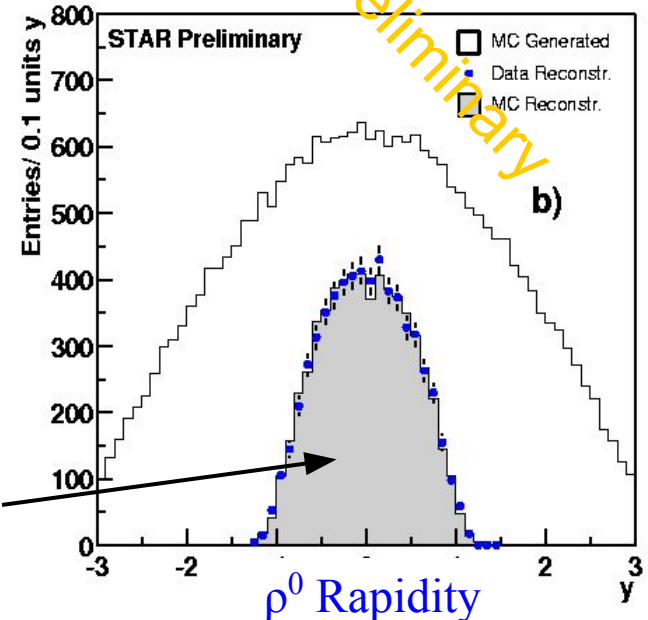 800
700
600
500
400
300
200
100
0
Entries/ 0.1 units y
STAR Preliminary
eliminary
MC Generated
Data Reconstr.
MC Reconstr.
b)
-3 -2 1 2 3
y
ρ⁰ Rapidity